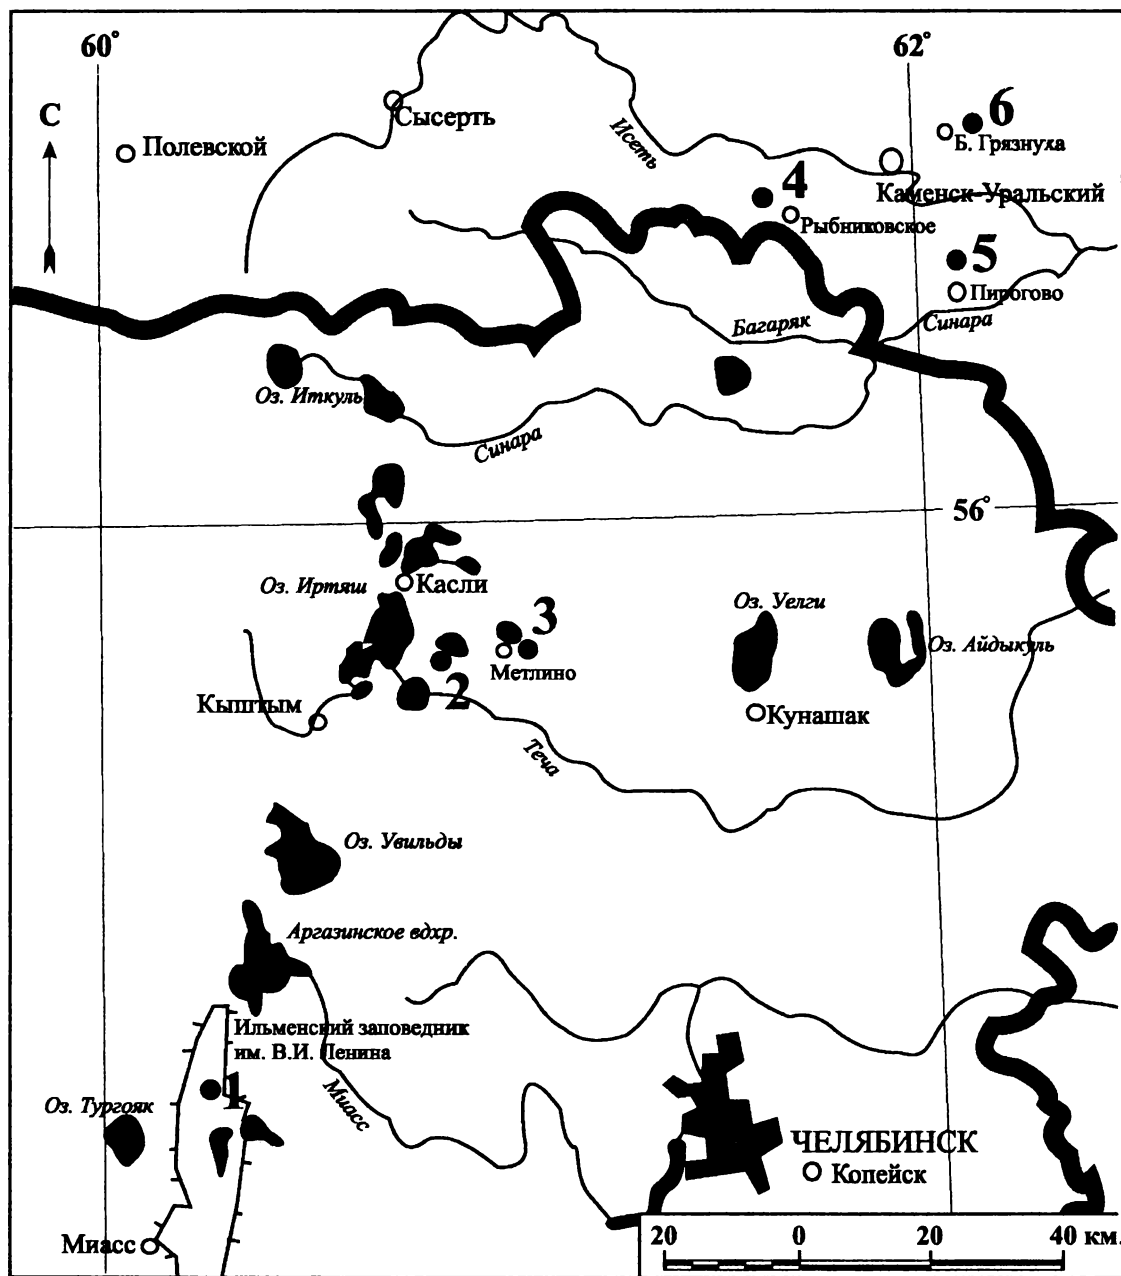 60°
62°
С
Сысерть
6
Б. Грязнуха
Полевской
Исеть
4
Каменск-Уральский
Рыбниковское
5
Пирогово
Багаряк
Синара
Оз. Иткуль
Синара
56°
Оз. Иртяш
Касли
Оз. Уелги
3
Оз. Айдыкуль
Метлино
2
Кыштым
Кунашак
Теча
Оз. Увильды
Аргазинское вдхр.
Ильменский заповедник
им. В.И. Ленина
1
Оз. Тургояк
Миасс
ЧЕЛЯБИНСК
Копейск
Миасс
20 0 20 40 км.